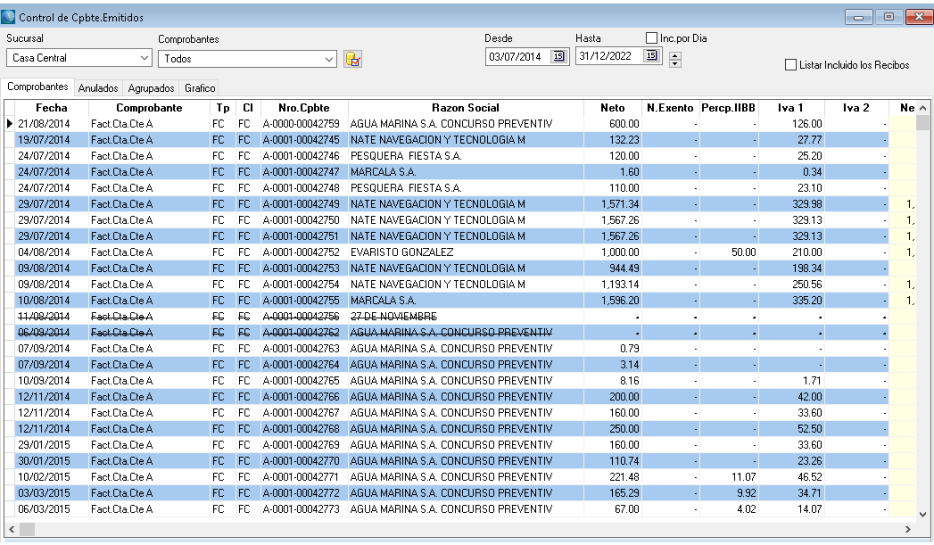 Control de Cpbte.Emitidos
Sucursal Comprobantes Desde Hasta Inc.por Dia
Casa Central Todos 03/07/2014 15 31/12/2022 15 Listar Incluido los Recibos
Comprobantes Anulados Agrupados Grafico
Fecha Comprobante Tp Cl Nro.Cpbte Razon Social Neto N.Exento Percp.IIBB Iva 1 Iva 2 Ne
21/08/2014 Fact.Cta.Cte A FC FC A-0000-00042759 AGUA MARINA S.A. CONCURSO PREVENTIV 600.00 - - 126.00 -
19/07/2014 Fact.Cta.Cte A FC FC A-0001-00042745 NATE NAVEGACION Y TECNOLOGIA M 132.23 - - 27.77 -
24/07/2014 Fact.Cta.Cte A FC FC A-0001-00042746 PESQUERA FIESTA S.A. 120.00 - - 25.20 -
24/07/2014 Fact.Cta.Cte A FC FC A-0001-00042747 MARCALA S.A. 1.60 - - 0.34 -
24/07/2014 Fact.Cta.Cte A FC FC A-0001-00042748 PESQUERA FIESTA S.A. 110.00 - - 23.10 -
29/07/2014 Fact.Cta.Cte A FC FC A-0001-00042749 NATE NAVEGACION Y TECNOLOGIA M 1,571.34 - - 329.98 - 1,
29/07/2014 Fact.Cta.Cte A FC FC A-0001-00042750 NATE NAVEGACION Y TECNOLOGIA M 1,567.26 - - 329.13 - 1,
29/07/2014 Fact.Cta.Cte A FC FC A-0001-00042751 NATE NAVEGACION Y TECNOLOGIA M 1,567.26 - - 329.13 - 1,
04/08/2014 Fact.Cta.Cte A FC FC A-0001-00042752 EVARISTO GONZALEZ 1,000.00 - 50.00 210.00 - 1,
09/08/2014 Fact.Cta.Cte A FC FC A-0001-00042753 NATE NAVEGACION Y TECNOLOGIA M 944.49 - - 198.34 -
09/08/2014 Fact.Cta.Cte A FC FC A-0001-00042754 NATE NAVEGACION Y TECNOLOGIA M 1,193.14 - - 250.56 - 1,
10/08/2014 Fact.Cta.Cte A FC FC A-0001-00042755 MARCALA S.A. 1,596.20 - - 335.20 - 1,
11/08/2014 Fact.Cta.Cte A FC FC A-0001-00042756 27 DE NOVIEMBRE - - - - -
06/09/2014 Fact.Cta.Cte A FC FC A-0001-00042762 AGUA MARINA S.A. CONCURSO PREVENTIV - - - - -
07/09/2014 Fact.Cta.Cte A FC FC A-0001-00042763 AGUA MARINA S.A. CONCURSO PREVENTIV 0.79 - - - -
07/09/2014 Fact.Cta.Cte A FC FC A-0001-00042764 AGUA MARINA S.A. CONCURSO PREVENTIV 3.14 - - - -
10/09/2014 Fact.Cta.Cte A FC FC A-0001-00042765 AGUA MARINA S.A. CONCURSO PREVENTIV 8.16 - - 1.71 -
12/11/2014 Fact.Cta.Cte A FC FC A-0001-00042766 AGUA MARINA S.A. CONCURSO PREVENTIV 200.00 - - 42.00 -
12/11/2014 Fact.Cta.Cte A FC FC A-0001-00042767 AGUA MARINA S.A. CONCURSO PREVENTIV 160.00 - - 33.60 -
12/11/2014 Fact.Cta.Cte A FC FC A-0001-00042768 AGUA MARINA S.A. CONCURSO PREVENTIV 250.00 - - 52.50 -
29/01/2015 Fact.Cta.Cte A FC FC A-0001-00042769 AGUA MARINA S.A. CONCURSO PREVENTIV 160.00 - - 33.60 -
30/01/2015 Fact.Cta.Cte A FC FC A-0001-00042770 AGUA MARINA S.A. CONCURSO PREVENTIV 110.74 - - 23.26 -
10/02/2015 Fact.Cta.Cte A FC FC A-0001-00042771 AGUA MARINA S.A. CONCURSO PREVENTIV 221.48 - 11.07 46.52 -
03/03/2015 Fact.Cta.Cte A FC FC A-0001-00042772 AGUA MARINA S.A. CONCURSO PREVENTIV 165.29 - 9.92 34.71 -
06/03/2015 Fact.Cta.Cte A FC FC A-0001-00042773 AGUA MARINA S.A. CONCURSO PREVENTIV 67.00 - 4.02 14.07 -